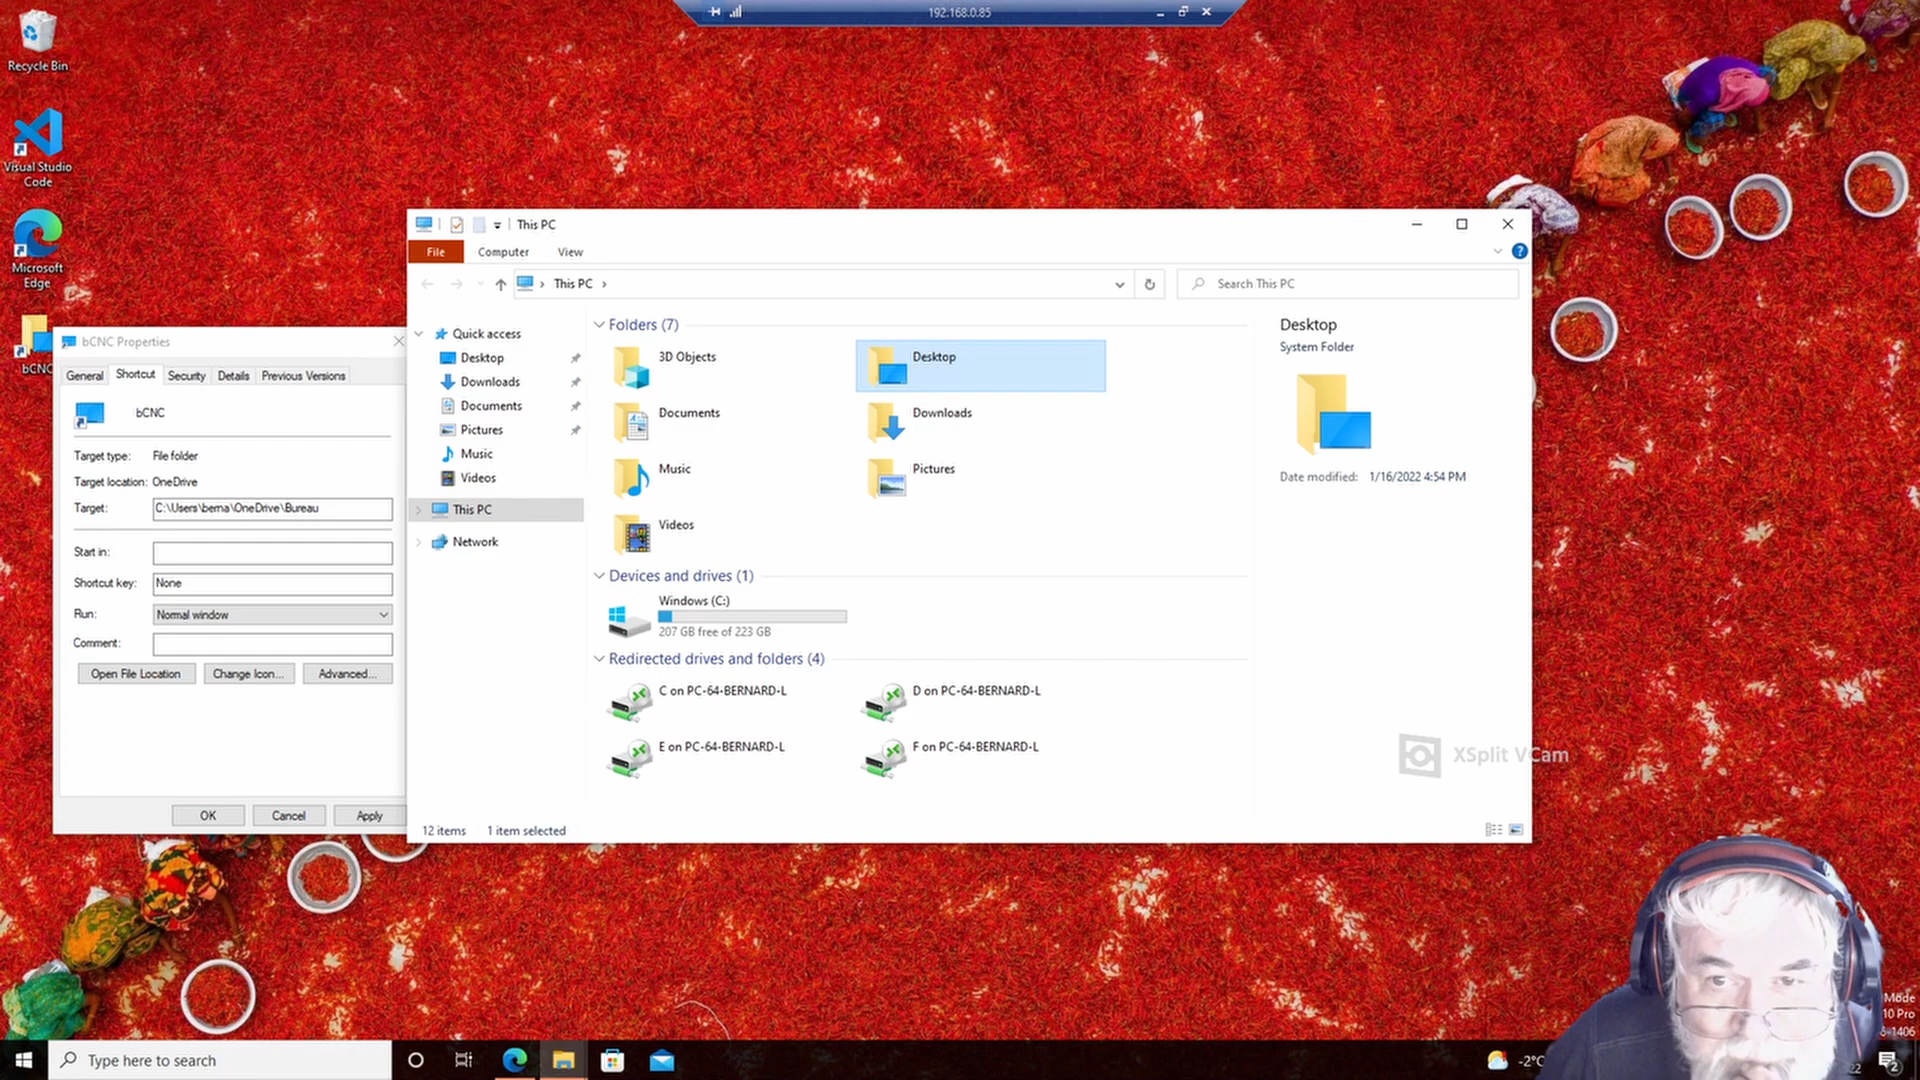 192.168.0.85
Recycle Bin
Visual Studio
Code
Microsoft
Edge
bCNC
bCNC Properties
General
Shortcut
Security
Details
Previous Versions
bCNC
Target type: File folder
Target location: OneDrive
Target: C:\Users\berna\OneDrive\Bureau
Start in:
Shortcut key: None
Run: Normal window
Comment:
Open File Location
Change Icon...
Advanced...
OK
Cancel
Apply
This PC
File
Computer
View
This PC
Search This PC
Quick access
Desktop
Downloads
Documents
Pictures
Music
Videos
This PC
Network
Folders (7)
3D Objects
Desktop
Documents
Downloads
Music
Pictures
Videos
Devices and drives (1)
Windows (C:)
207 GB free of 223 GB
Redirected drives and folders (4)
C on PC-64-BERNARD-L
D on PC-64-BERNARD-L
E on PC-64-BERNARD-L
F on PC-64-BERNARD-L
Desktop
System Folder
Date modified: 1/16/2022 4:54 PM
12 items
1 item selected
XSplit VCam
Mode
10 Pro
1406
Type here to search
-2°C
22
2